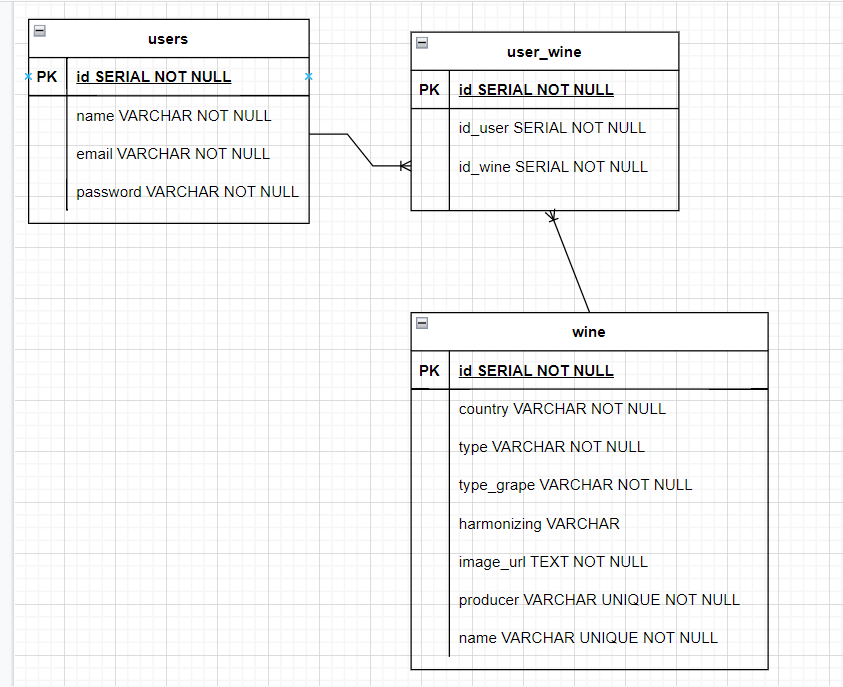 users
PK id SERIAL NOT NULL
name VARCHAR NOT NULL
email VARCHAR NOT NULL
password VARCHAR NOT NULL
user_wine
PK id SERIAL NOT NULL
id_user SERIAL NOT NULL
id_wine SERIAL NOT NULL
wine
PK id SERIAL NOT NULL
country VARCHAR NOT NULL
type VARCHAR NOT NULL
type_grape VARCHAR NOT NULL
harmonizing VARCHAR
image_url TEXT NOT NULL
producer VARCHAR UNIQUE NOT NULL
name VARCHAR UNIQUE NOT NULL